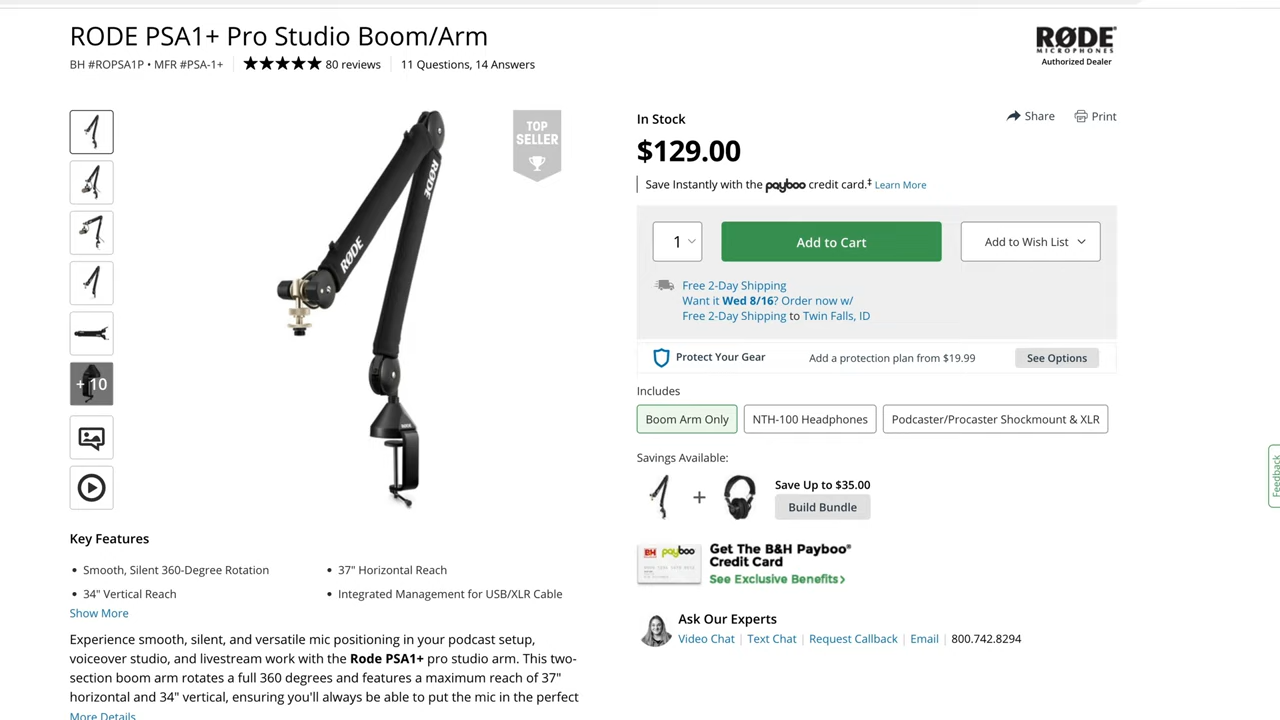 RODE PSA1+ Pro Studio Boom/Arm
BH #ROPSA1P • MFR #PSA-1+
80 reviews
11 Questions, 14 Answers
RØDE
MICROPHONES
Authorized Dealer
TOP
SELLER
RØDE
RØDE
+ 10
In Stock
Share
Print
$129.00
Save Instantly with the payboo credit card.‡ Learn More
1
Add to Cart
Add to Wish List
Free 2-Day Shipping
Want it Wed 8/16? Order now w/
Free 2-Day Shipping to Twin Falls, ID
Protect Your Gear
Add a protection plan from $19.99
See Options
Includes
Boom Arm Only
NTH-100 Headphones
Podcaster/Procaster Shockmount & XLR
Savings Available:
+
Save Up to $35.00
Build Bundle
BH payboo
Get The B&H Payboo®
Credit Card
See Exclusive Benefits>
Ask Our Experts
Video Chat | Text Chat | Request Callback | Email | 800.742.8294
Feedback
Key Features
• Smooth, Silent 360-Degree Rotation
• 37" Horizontal Reach
• 34" Vertical Reach
• Integrated Management for USB/XLR Cable
Show More
Experience smooth, silent, and versatile mic positioning in your podcast setup,
voiceover studio, and livestream work with the Rode PSA1+ pro studio arm. This two-
section boom arm rotates a full 360 degrees and features a maximum reach of 37"
horizontal and 34" vertical, ensuring you'll always be able to put the mic in the perfect
More Details